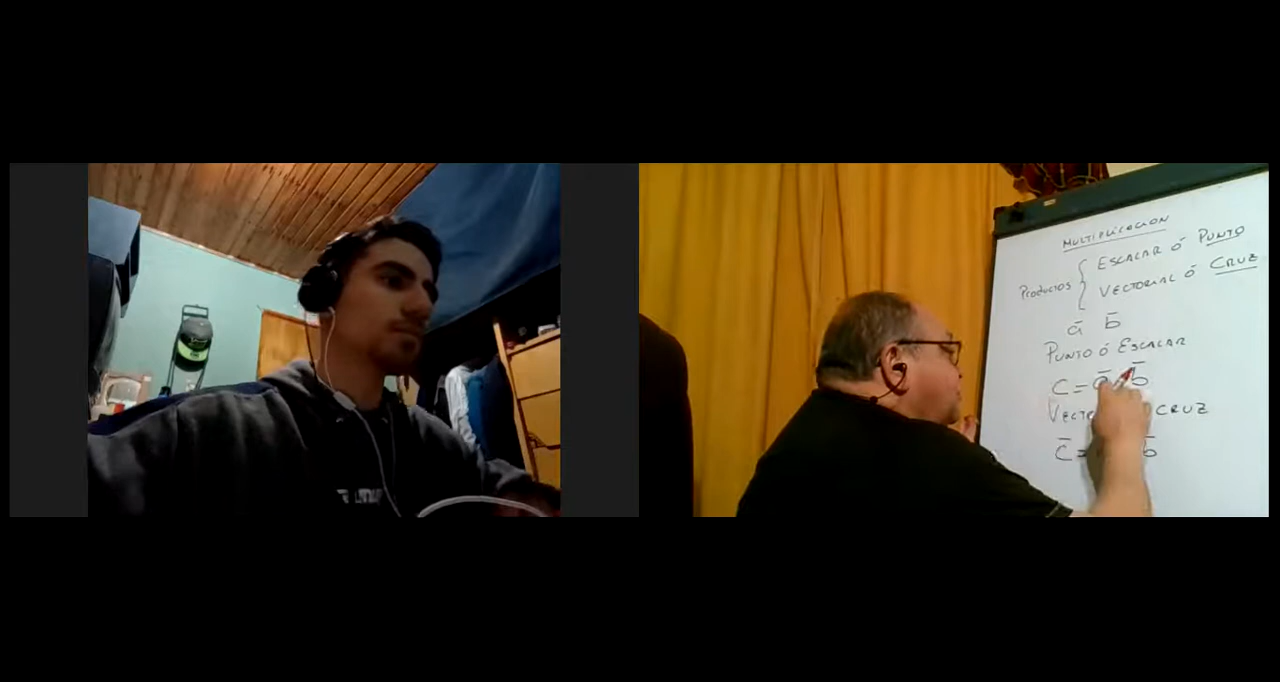 MULTIPLICACION
PRODUCTOS { ESCALAR Ó PUNTO
VECTORIAL Ó CRUZ
ā b̄
PUNTO Ó ESCALAR
C = ā b̄
CRUZ
c̄ = b̄